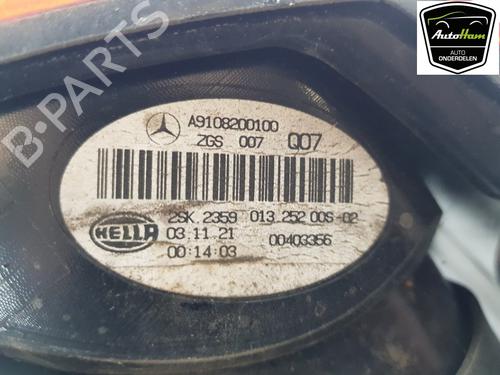 AutoHam
AUTO
ONDERDELEN
A9108200100
ZGS 007 Q07
2SK.2359 013.252 00S-02
HELLA
03.11.21 00403356
00:14:03
B-PARTS